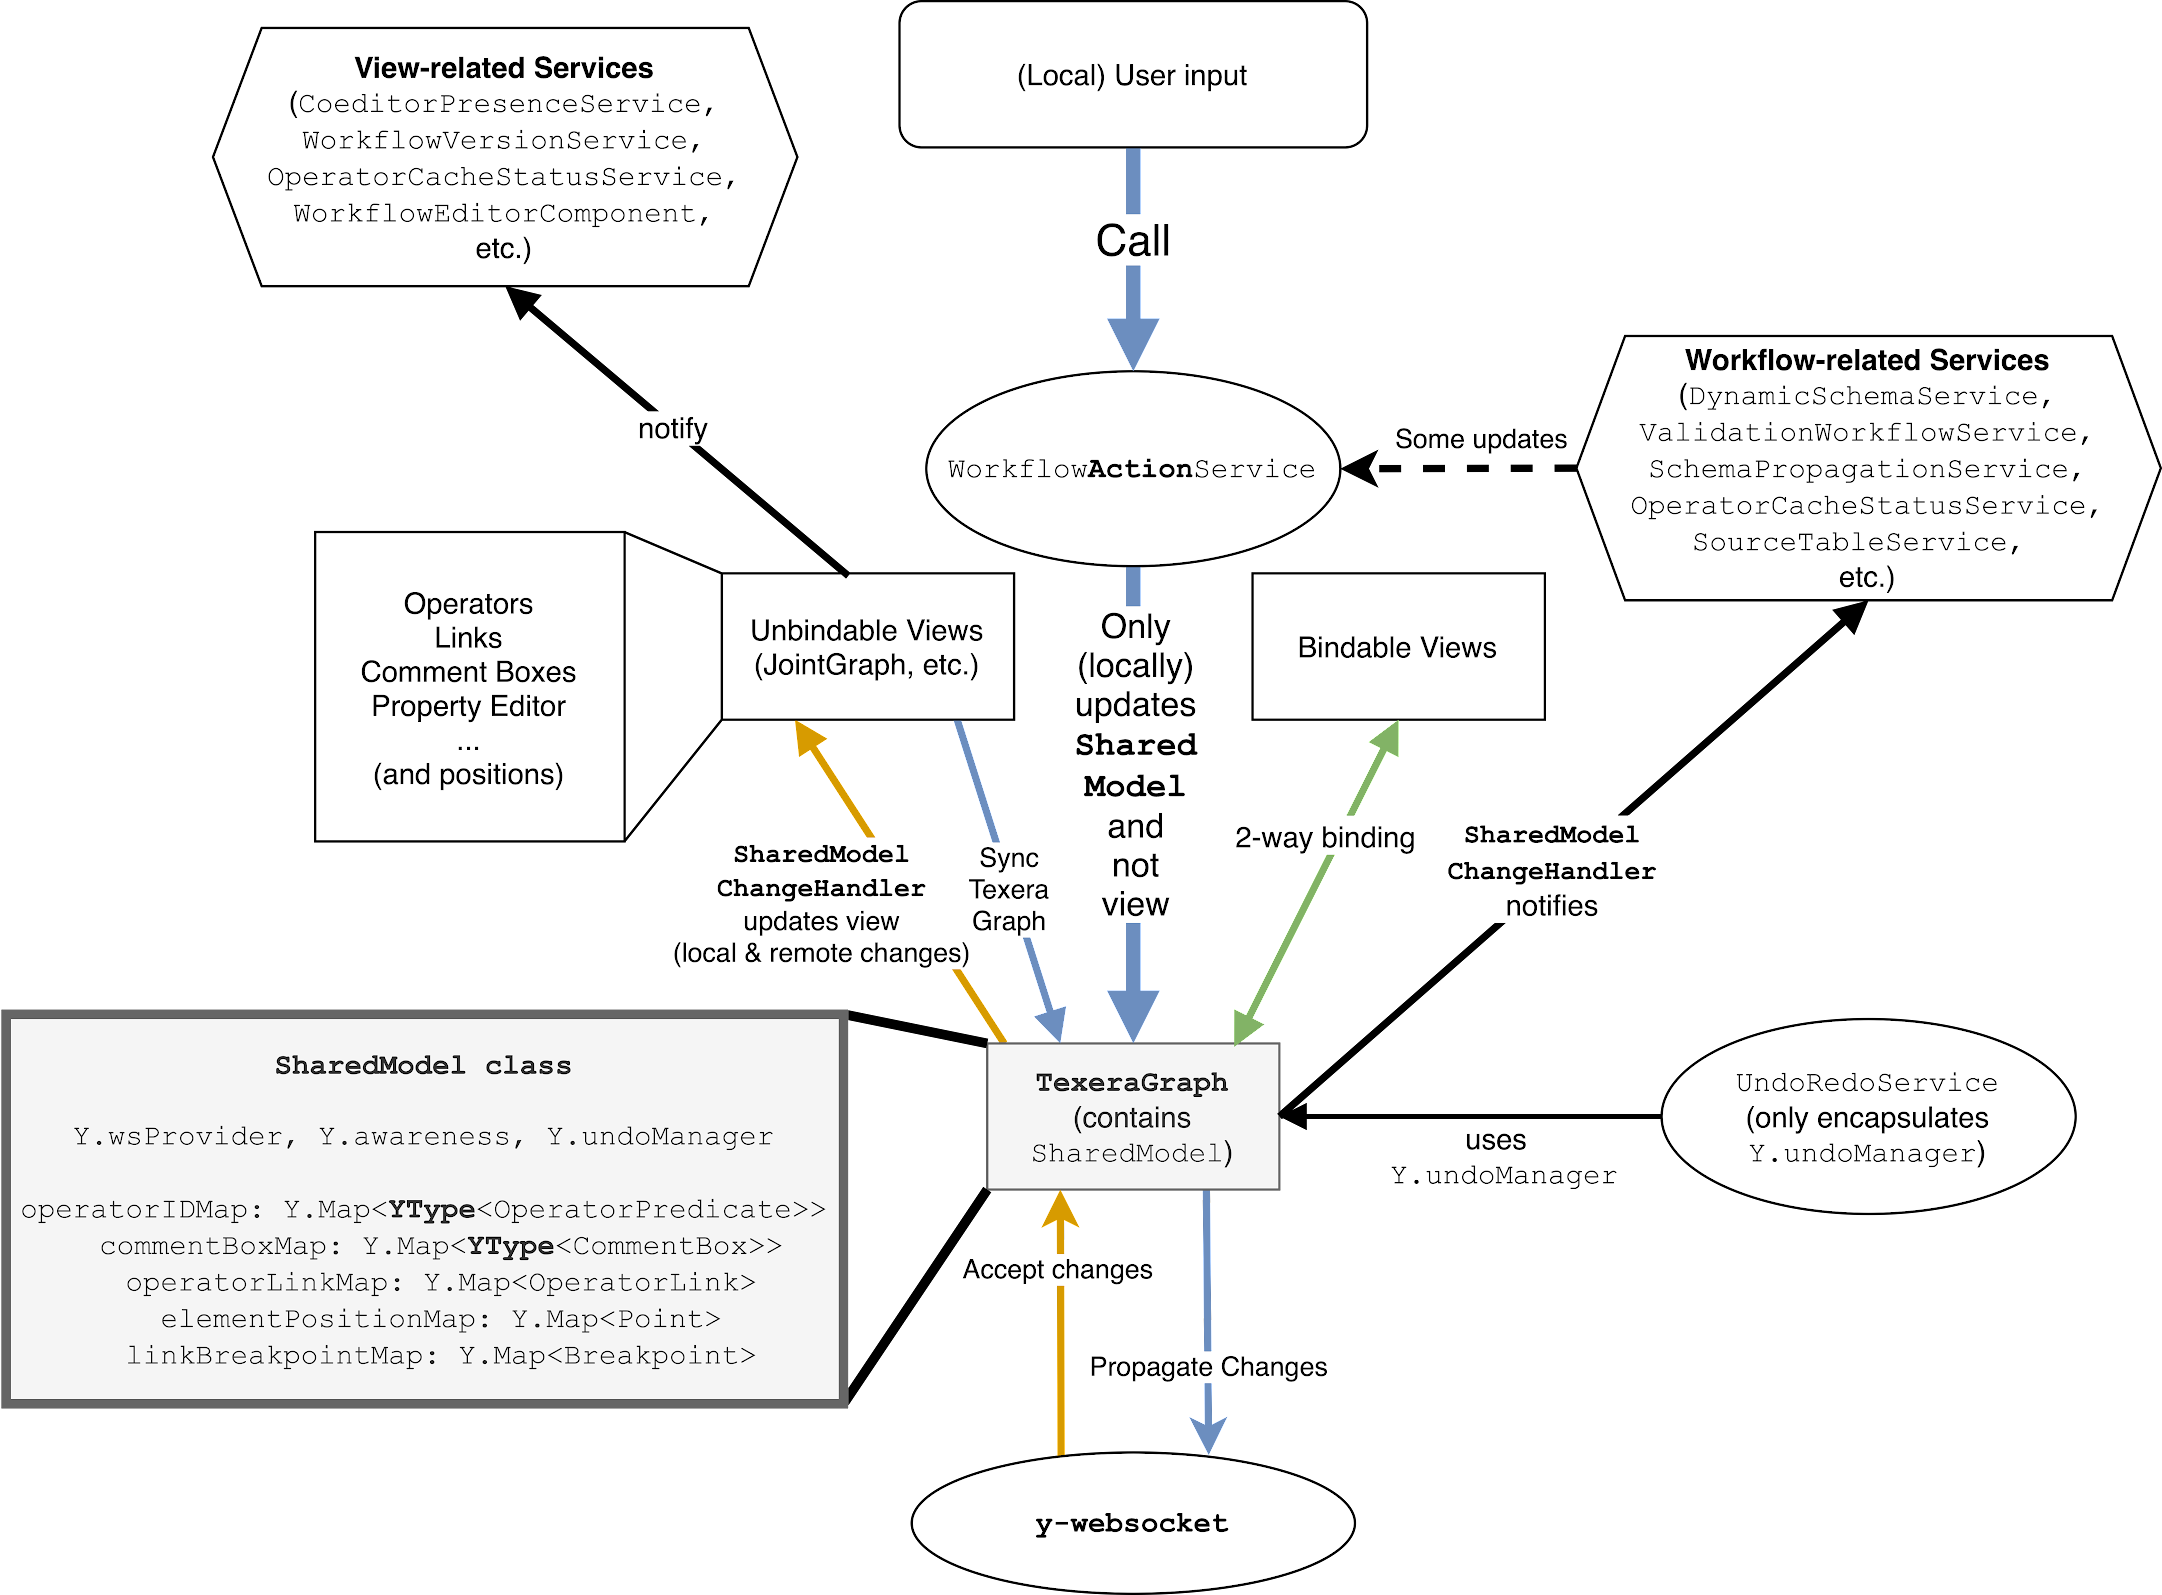 (Local) User input
View-related Services
(CoeditorPresenceService,
WorkflowVersionService,
OperatorCacheStatusService,
WorkflowEditorComponent,
etc.)
Call
notify
WorkflowActionService
Some updates
Workflow-related Services
(DynamicSchemaService,
ValidationWorkflowService,
SchemaPropagationService,
OperatorCacheStatusService,
SourceTableService,
etc.)
Operators
Links
Comment Boxes
Property Editor
...
(and positions)
Unbindable Views
(JointGraph, etc.)
Only
(locally)
updates
Shared
Model
and
not
view
Bindable Views
SharedModel
ChangeHandler
updates view
(local & remote changes)
Sync
Texera
Graph
2-way binding
SharedModel
ChangeHandler
notifies
SharedModel class
Y.wsProvider, Y.awareness, Y.undoManager
operatorIDMap: Y.Map<YType<OperatorPredicate>>
commentBoxMap: Y.Map<YType<CommentBox>>
operatorLinkMap: Y.Map<OperatorLink>
elementPositionMap: Y.Map<Point>
linkBreakpointMap: Y.Map<Breakpoint>
TexeraGraph
(contains
SharedModel)
uses
Y.undoManager
UndoRedoService
(only encapsulates
Y.undoManager)
Accept changes
Propagate Changes
y-websocket